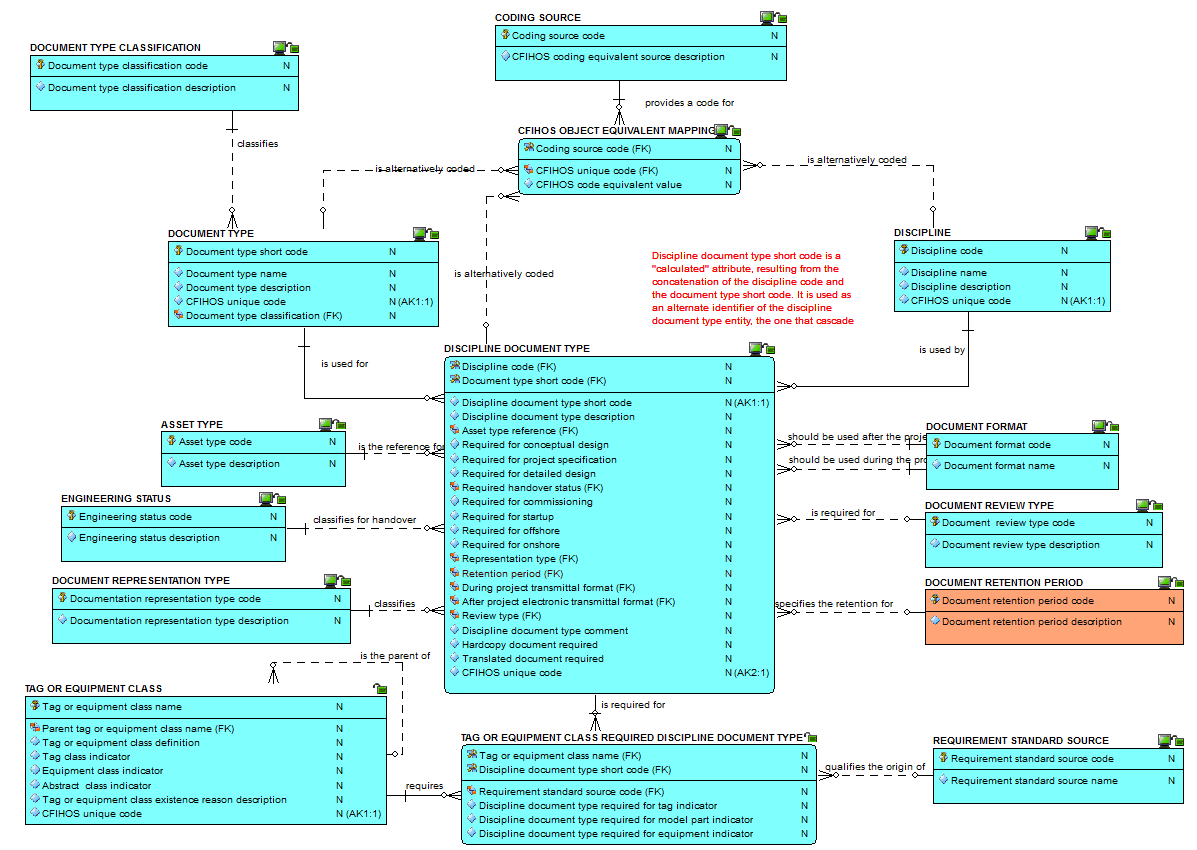 CODING SOURCE
Coding source code N
CFIHOS coding equivalent source description N
DOCUMENT TYPE CLASSIFICATION
Document type classification code N
Document type classification description N
provides a code for
classifies
CFIHOS OBJECT EQUIVALENT MAPPING
Coding source code (FK) N
CFIHOS unique code (FK) N
CFIHOS code equivalent value N
is alternatively coded
is alternatively coded
is alternatively coded
DOCUMENT TYPE
Document type short code N
Document type name N
Document type description N
CFIHOS unique code N (AK1:1)
Document type classification (FK) N
DISCIPLINE
Discipline code N
Discipline name N
Discipline description N
CFIHOS unique code N (AK1:1)
Discipline document type short code is a
"calculated" attribute, resulting from the
concatenation of the discipline code and
the document type short code. It is used as
an alternate identifier of the discipline
document type entity, the one that cascade
is used for
is used by
DISCIPLINE DOCUMENT TYPE
Discipline code (FK) N
Document type short code (FK) N
Discipline document type short code N (AK1:1)
Discipline document type description N
Asset type reference (FK) N
Required for conceptual design N
Required for project specification N
Required for detailed design N
Required handover status (FK) N
Required for commissioning N
Required for startup N
Required for offshore N
Required for onshore N
Representation type (FK) N
Retention period (FK) N
During project transmittal format (FK) N
After project electronic transmittal format (FK) N
Review type (FK) N
Discipline document type comment N
Hardcopy document required N
Translated document required N
CFIHOS unique code N (AK2:1)
ASSET TYPE
Asset type code N
Asset type description N
is the reference for
ENGINEERING STATUS
Engineering status code N
Engineering status description N
classifies for handover
DOCUMENT REPRESENTATION TYPE
Documentation representation type code N
Documentation representation type description N
classifies
DOCUMENT FORMAT
Document format code N
Document format name N
should be used after the proje
should be used during the pro
DOCUMENT REVIEW TYPE
Document review type code N
Document review type description N
is required for
DOCUMENT RETENTION PERIOD
Document retention period code N
Document retention period description N
specifies the retention for
is the parent of
TAG OR EQUIPMENT CLASS
Tag or equipment class name N
Parent tag or equipment class name (FK) N
Tag or equipment class definition N
Tag class indicator N
Equipment class indicator N
Abstract class indicator N
Tag or equipment class existence reason description N
CFIHOS unique code N (AK1:1)
requires
is required for
TAG OR EQUIPMENT CLASS REQUIRED DISCIPLINE DOCUMENT TYPE
Tag or equipment class name (FK) N
Discipline document type short code (FK) N
Requirement standard source code (FK) N
Discipline document type required for tag indicator N
Discipline document type required for model part indicator N
Discipline document type required for equipment indicator N
qualifies the origin of
REQUIREMENT STANDARD SOURCE
Requirement standard source code N
Requirement standard source name N